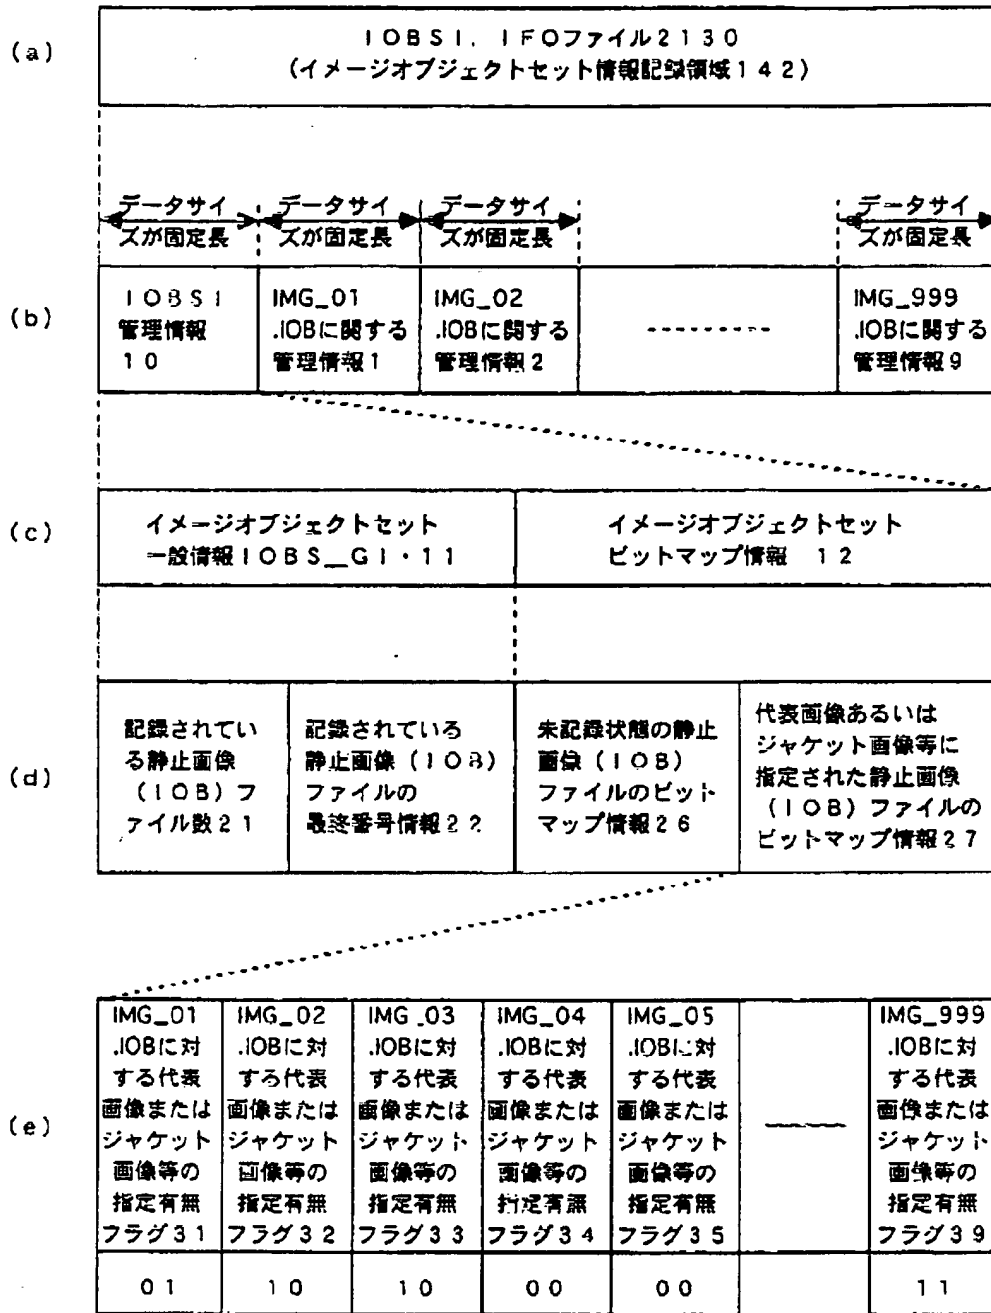 (a)
IOBSI. IFOファイル2130
(イメージオブジェクトセット情報記録領域142)
データサイ
ズが固定長
データサイ
ズが固定長
データサイ
ズが固定長
データサイ
ズが固定長
(b)
IOBSI
管理情報
10
IMG_01
.IOBに関する
管理情報1
IMG_02
.IOBに関する
管理情報2
IMG_999
.IOBに関する
管理情報9
(c)
イメージオブジェクトセット
一般情報IOBS_GI・11
イメージオブジェクトセット
ビットマップ情報 12
(d)
記録されてい
る静止画像
(IOB)フ
ァイル数21
記録されている
静止画像(IOB)
ファイルの
最終番号情報22
未記録状態の静止
画像(IOB)
ファイルのビット
マップ情報26
代表画像あるいは
ジャケット画像等に
指定された静止画像
(IOB)ファイルの
ビットマップ情報27
(e)
IMG_01
.IOBに対
する代表
画像または
ジャケット
画像等の
指定有無
フラグ31
IMG_02
.IOBに対
する代表
画像または
ジャケット
画像等の
指定有無
フラグ32
IMG_03
.IOBに対
する代表
画像または
ジャケット
画像等の
指定有無
フラグ33
IMG_04
.IOBに対
する代表
画像または
ジャケット
画像等の
指定有無
フラグ34
IMG_05
.IOBに対
する代表
画像または
ジャケット
画像等の
指定有無
フラグ35
IMG_999
.IOBに対
する代表
画像または
ジャケット
画像等の
指定有無
フラグ39
01
10
10
00
00
11